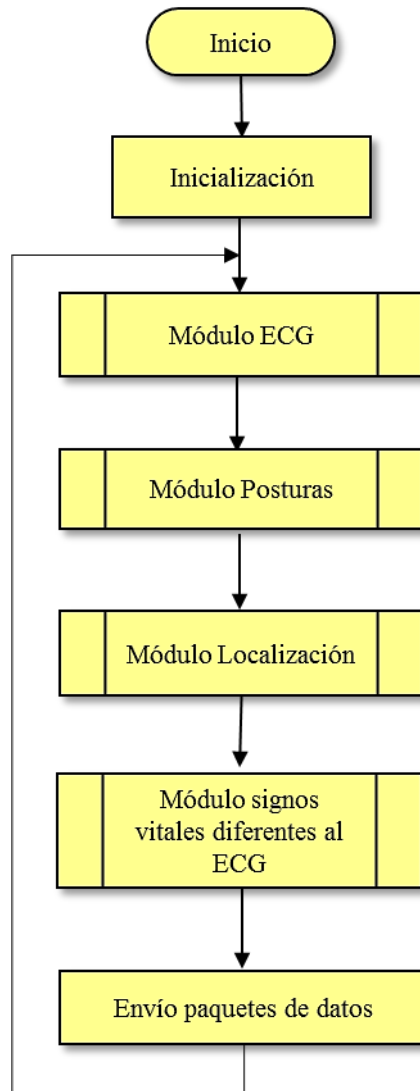 Inicio
Inicialización
Módulo ECG
Módulo Posturas
Módulo Localización
Módulo signos
vitales diferentes al
ECG
Envío paquetes de datos